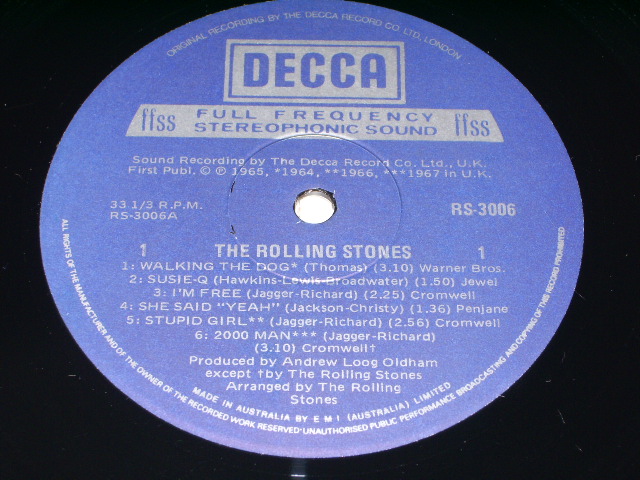 ORIGINAL RECORDING BY THE DECCA RECORD CO. LTD., LONDON
DECCA
ffss FULL FREQUENCY STEREOPHONIC SOUND ffss
Sound Recording by The Decca Record Co. Ltd., U.K.
First Publ. © ℗ 1965, *1964, **1966, ***1967 in U.K.
33 1/3 R.P.M.
RS-3006A
RS-3006
1 THE ROLLING STONES 1
1: WALKING THE DOG* (Thomas) (3.10) Warner Bros.
2: SUSIE-Q (Hawkins-Lewis-Broadwater) (1.50) Jewel
3: I'M FREE (Jagger-Richard) (2.25) Cromwell
4: SHE SAID "YEAH" (Jackson-Christy) (1.36) Penjane
5: STUPID GIRL** (Jagger-Richard) (2.56) Cromwell
6: 2000 MAN*** (Jagger-Richard)
(3.10) Cromwell†
Produced by Andrew Loog Oldham
except †by The Rolling Stones
Arranged by The Rolling
Stones
MADE IN AUSTRALIA BY E M I (AUSTRALIA) LIMITED
ALL RIGHTS OF THE MANUFACTURER AND OF THE OWNER OF THE RECORDED WORK RESERVED·UNAUTHORISED PUBLIC PERFORMANCE BROADCASTING AND COPYING OF THIS RECORD PROHIBITED